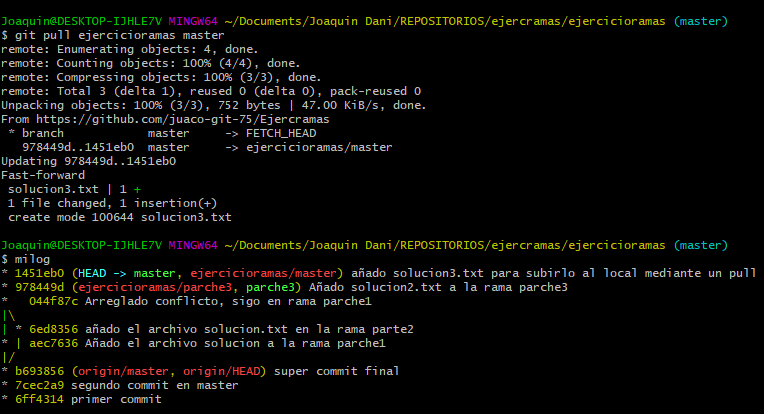 Joaquin@DESKTOP-IJHLE7V MINGW64 ~/Documents/Joaquin Dani/REPOSITORIOS/ejercramas/ejercicioramas (master)
$ git pull ejercicioramas master
remote: Enumerating objects: 4, done.
remote: Counting objects: 100% (4/4), done.
remote: Compressing objects: 100% (3/3), done.
remote: Total 3 (delta 1), reused 0 (delta 0), pack-reused 0
Unpacking objects: 100% (3/3), 752 bytes | 47.00 KiB/s, done.
From https://github.com/juaco-git-75/Ejercramas
 * branch            master     -> FETCH_HEAD
   978449d..1451eb0  master     -> ejercicioramas/master
Updating 978449d..1451eb0
Fast-forward
 solucion3.txt | 1 +
 1 file changed, 1 insertion(+)
 create mode 100644 solucion3.txt
Joaquin@DESKTOP-IJHLE7V MINGW64 ~/Documents/Joaquin Dani/REPOSITORIOS/ejercramas/ejercicioramas (master)
$ milog
* 1451eb0 (HEAD -> master, ejercicioramas/master) añado solucion3.txt para subirlo al local mediante un pull
* 978449d (ejercicioramas/parche3, parche3) Añado solucion2.txt a la rama parche3
*   044f87c Arreglado conflicto, sigo en rama parche1
|\
| * 6ed8356 añado el archivo solucion.txt en la rama parte2
* | aec7636 Añado el archivo solucion a la rama parche1
|/
* b693856 (origin/master, origin/HEAD) super commit final
* 7cec2a9 segundo commit en master
* 6ff4314 primer commit